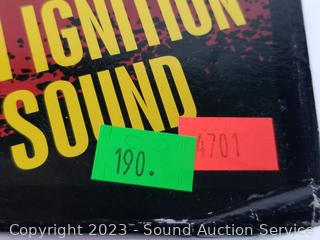 IGNITION
SOUND
190.
4701
Copyright 2023 - Sound Auction Service